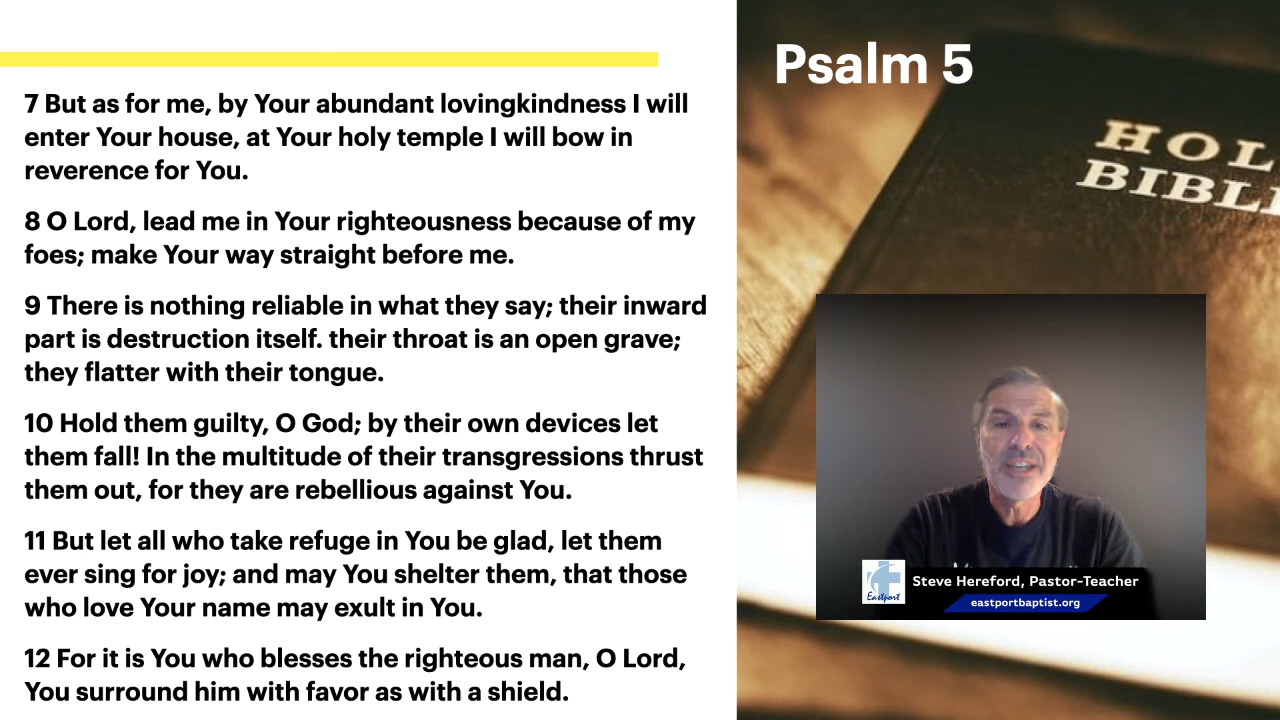 7 But as for me, by Your abundant lovingkindness I will
enter Your house, at Your holy temple I will bow in
reverence for You.
8 O Lord, lead me in Your righteousness because of my
foes; make Your way straight before me.
9 There is nothing reliable in what they say; their inward
part is destruction itself. their throat is an open grave;
they flatter with their tongue.
10 Hold them guilty, O God; by their own devices let
them fall! In the multitude of their transgressions thrust
them out, for they are rebellious against You.
11 But let all who take refuge in You be glad, let them
ever sing for joy; and may You shelter them, that those
who love Your name may exult in You.
12 For it is You who blesses the righteous man, O Lord,
You surround him with favor as with a shield.
Psalm 5
Eastport
Steve Hereford, Pastor-Teacher
eastportbaptist.org